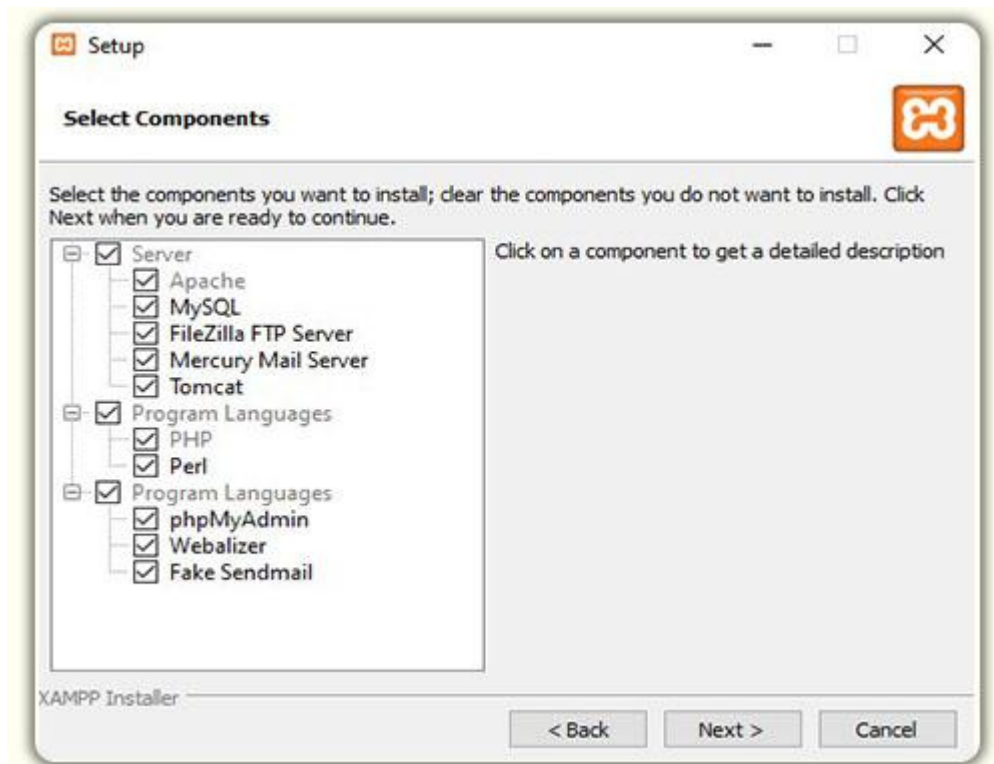 Setup
Select Components
Select the components you want to install; clear the components you do not want to install. Click
Next when you are ready to continue.
Server
Apache
MySQL
FileZilla FTP Server
Mercury Mail Server
Tomcat
Program Languages
PHP
Perl
Program Languages
phpMyAdmin
Webalizer
Fake Sendmail
Click on a component to get a detailed description
XAMPP Installer
< Back
Next >
Cancel